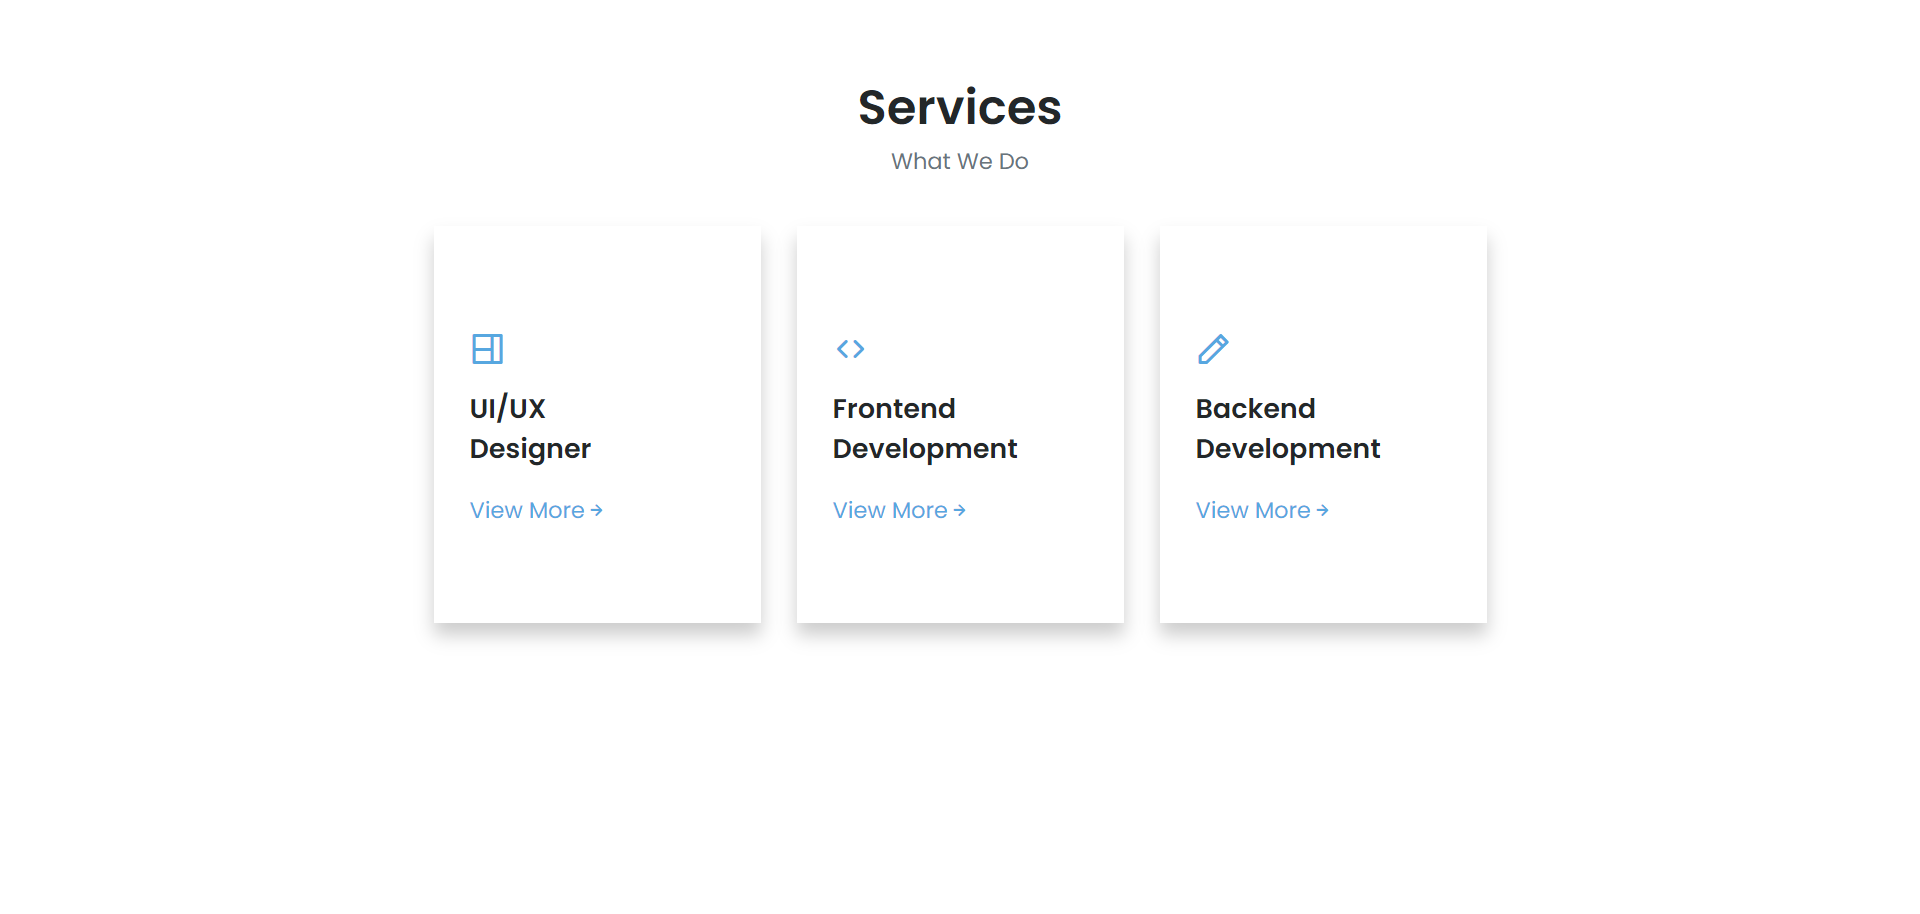 Services
What We Do
UI/UX
Designer
View More →
Frontend
Development
View More →
Backend
Development
View More →